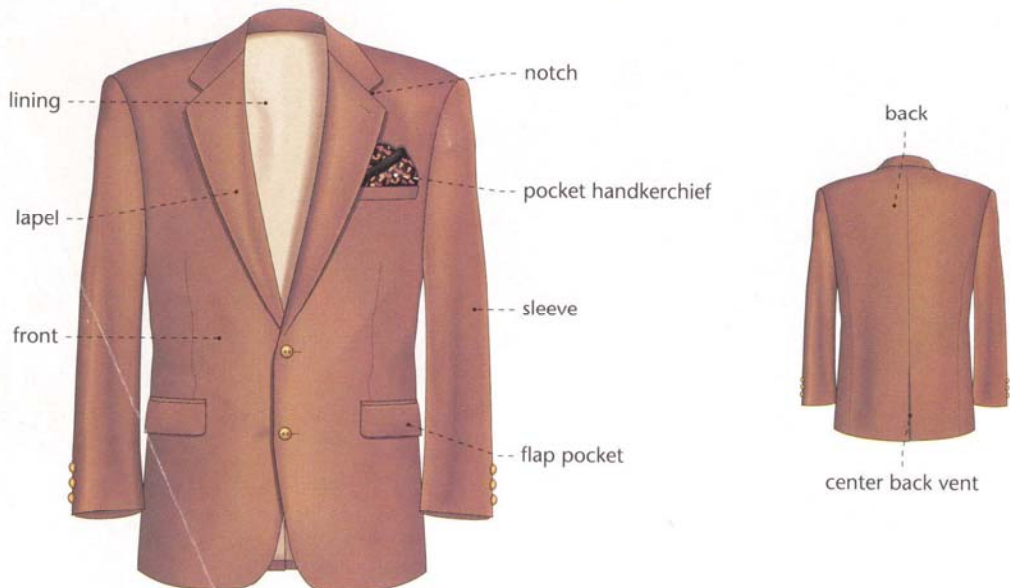 lining
lapel
front
notch
pocket handkerchief
sleeve
flap pocket
back
center back vent